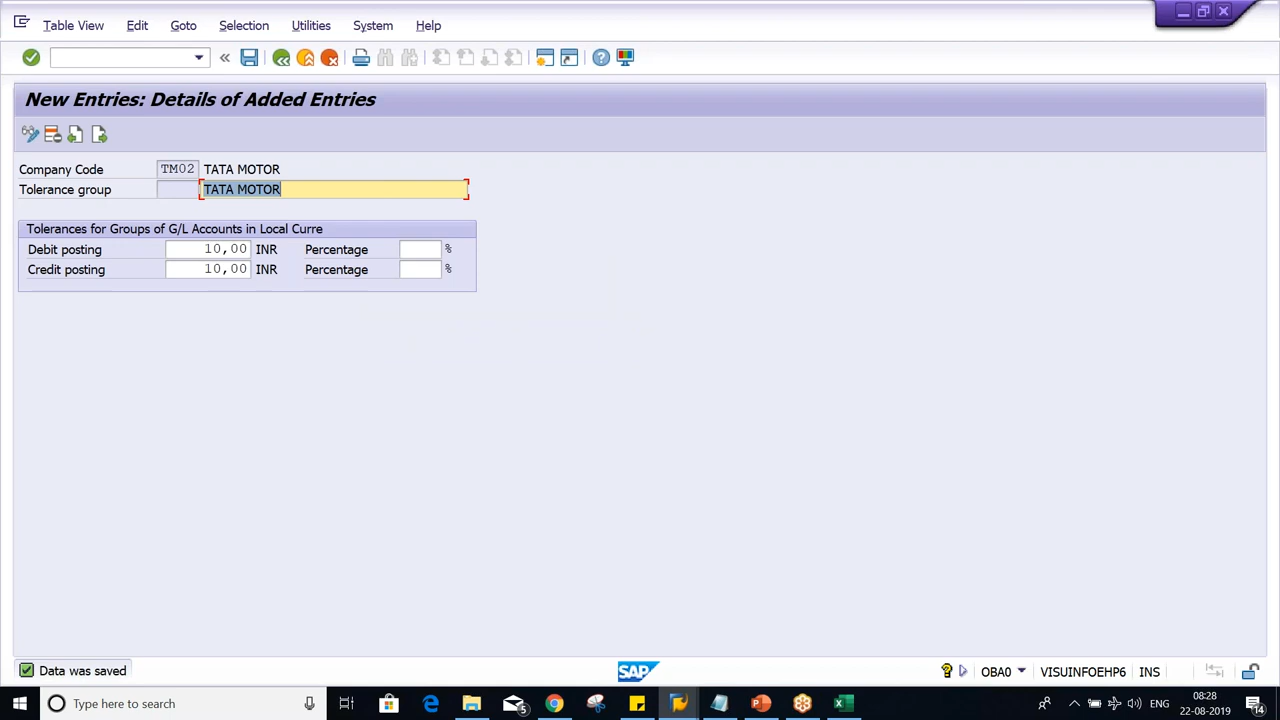 Table View Edit Goto Selection Utilities System Help
New Entries: Details of Added Entries
Company Code TM02 TATA MOTOR
Tolerance group TATA MOTOR
Tolerances for Groups of G/L Accounts in Local Curre
Debit posting 10,00 INR Percentage %
Credit posting 10,00 INR Percentage %
Data was saved SAP OBA0 VISUINFOEHP6 INS
Type here to search 5 ENG 08:28
22-08-2019 4